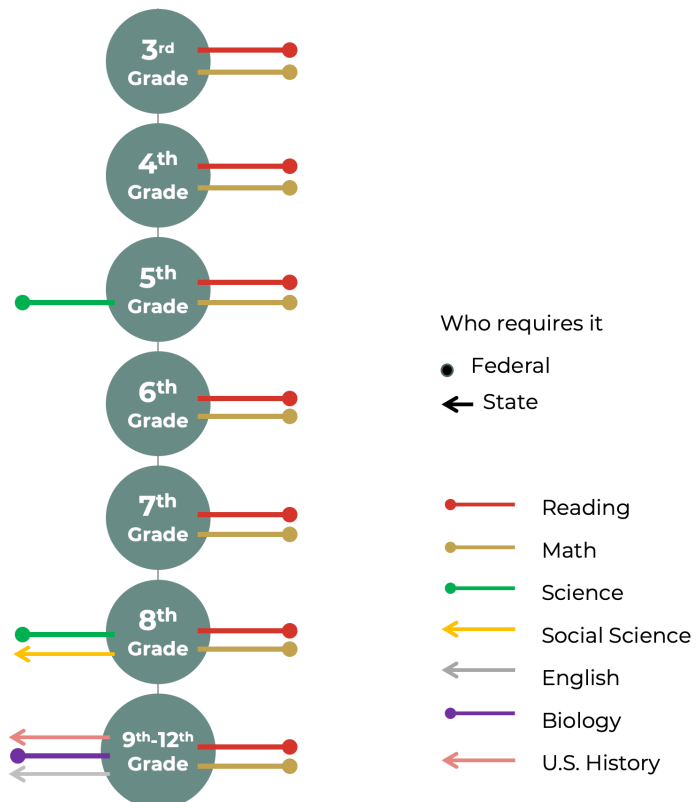 3rd
Grade
4th
Grade
5th
Grade
6th
Grade
7th
Grade
8th
Grade
9th-12th
Grade
Who requires it
Federal
State
Reading
Math
Science
Social Science
English
Biology
U.S. History